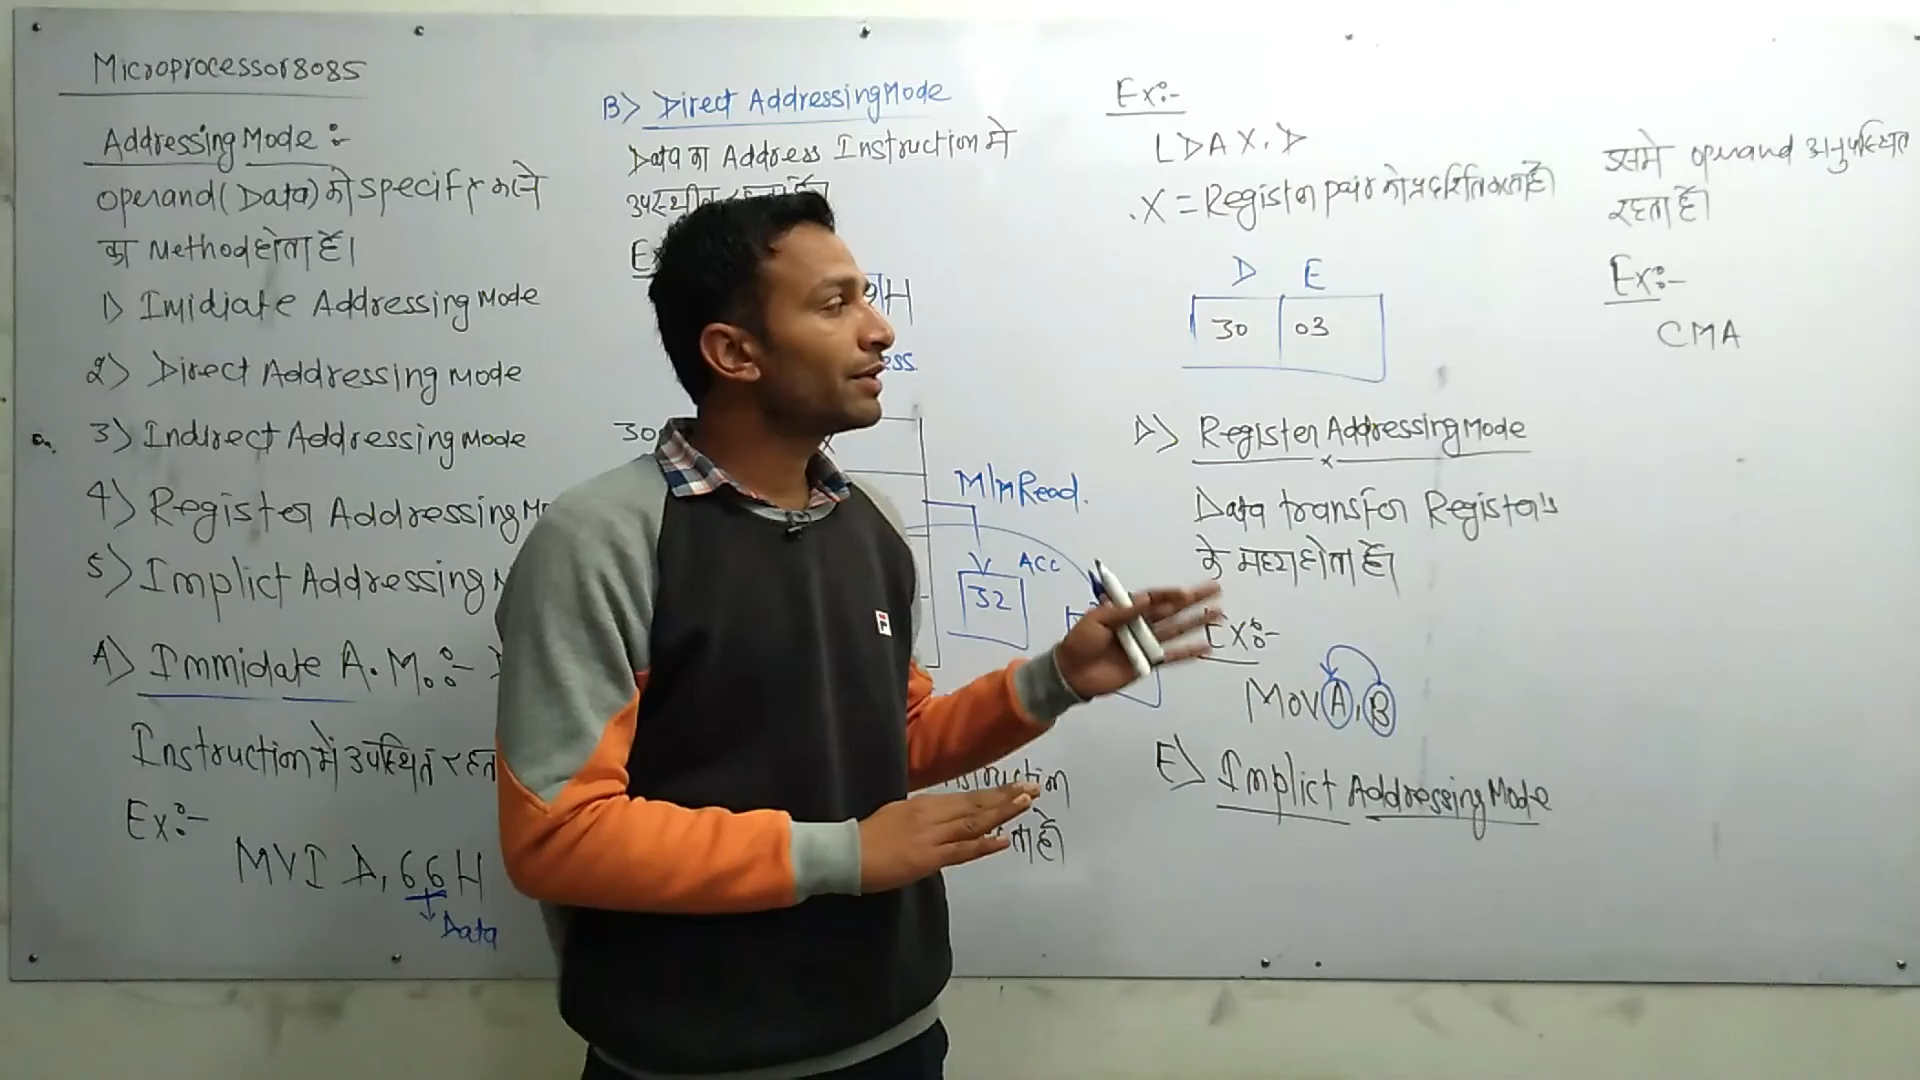 Microprocessor 8085
Addressing Mode :-
operand (Data) को specify करने
का Method होता हैं।
1) Imidiate Addressing Mode
2) Direct Addressing Mode
3) Indirect Addressing Mode
4) Register Addressing
5) Implict Addressing
A) Immidate A.M. :-
Instruction में उपस्थित रहता
Ex:-
MVI A, 66H
Data
B) Direct Addressing Mode
Data का Address Instruction में
30
M/m Read.
Acc
32
Ex:-
LDAX.D
.X = Register pair को प्रदर्शित करता है।
D E
30 03
D) Register Addressing Mode
Data transfer Register's
के मध्य होता हैं।
Ex:-
MOV A, B
E) Implict Addressing Mode
इसमे operand अनुपस्थित
रहता हैं।
Ex:-
CMA